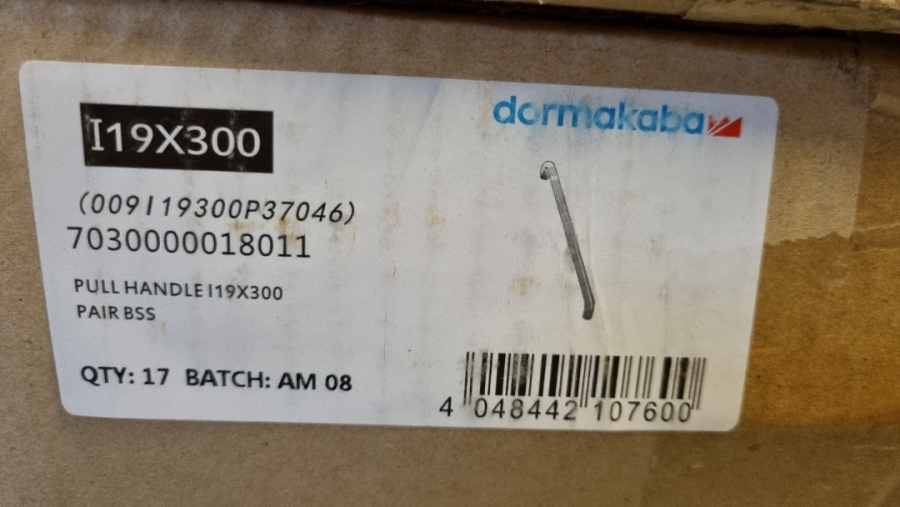 I19X300
dormakaba
(009I19300P37046)
7030000018011
PULL HANDLE I19X300
PAIR BSS
QTY: 17 BATCH: AM 08
4 048442 107600